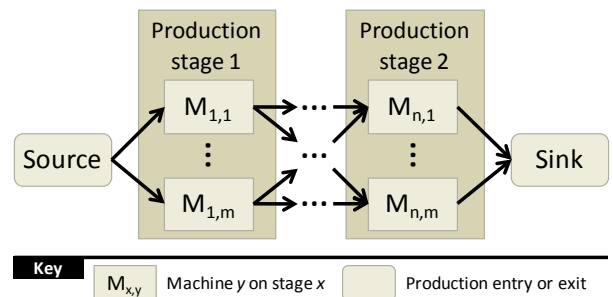 Production stage 1
Production stage 2
M1,1
...
Mn,1
Source
⋮
...
⋮
Sink
M1,m
...
Mn,m
Key
Mx,y
Machine y on stage x
Production entry or exit